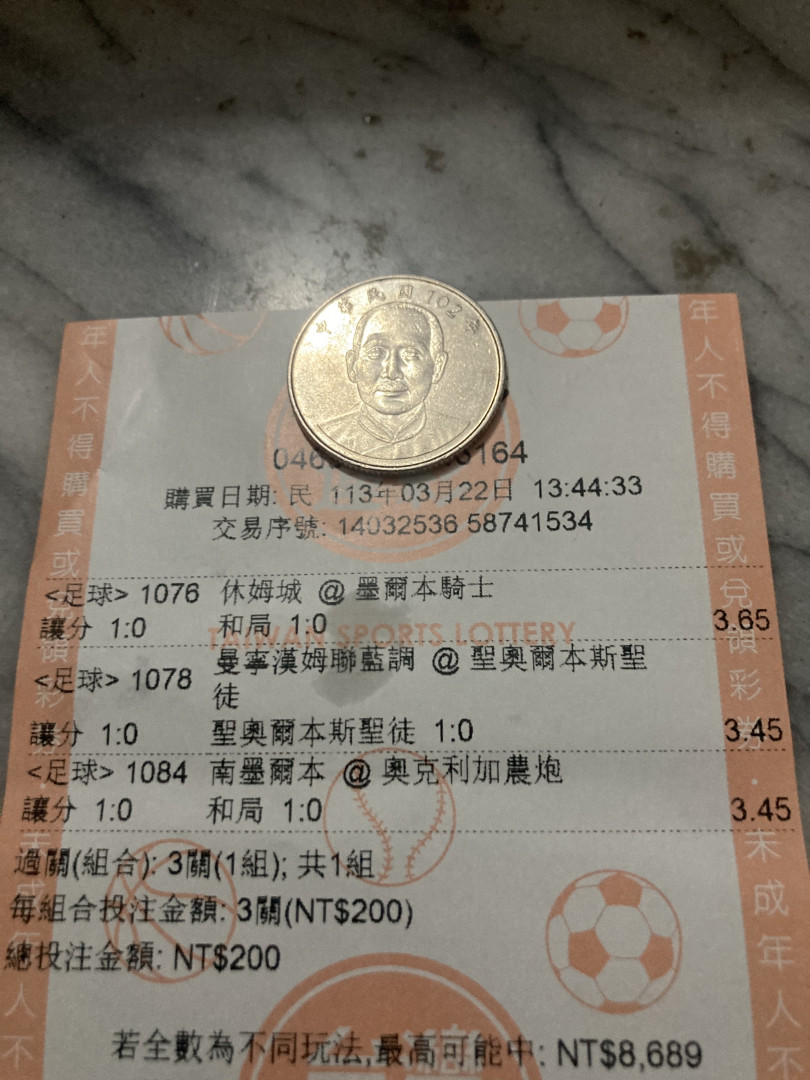 中華民國102年
046
5164
購買日期: 民 113年03月22日 13:44:33
交易序號: 14032536 58741534
<足球> 1076 休姆城 @ 墨爾本騎士
讓分 1:0 和局 1:0 3.65
TAIWAN SPORTS LOTTERY
<足球> 1078 曼寧漢姆聯藍調 @ 聖奧爾本斯聖
徒
讓分 1:0 聖奧爾本斯聖徒 1:0 3.45
<足球> 1084 南墨爾本 @ 奧克利加農炮
讓分 1:0 和局 1:0 3.45
過關(組合): 3關(1組); 共1組
每組合投注金額: 3關(NT$200)
總投注金額: NT$200
若全數為不同玩法,最高可能中: NT$8,689
年人不得購買或
年人不得購買或兌領彩券.未成年人不